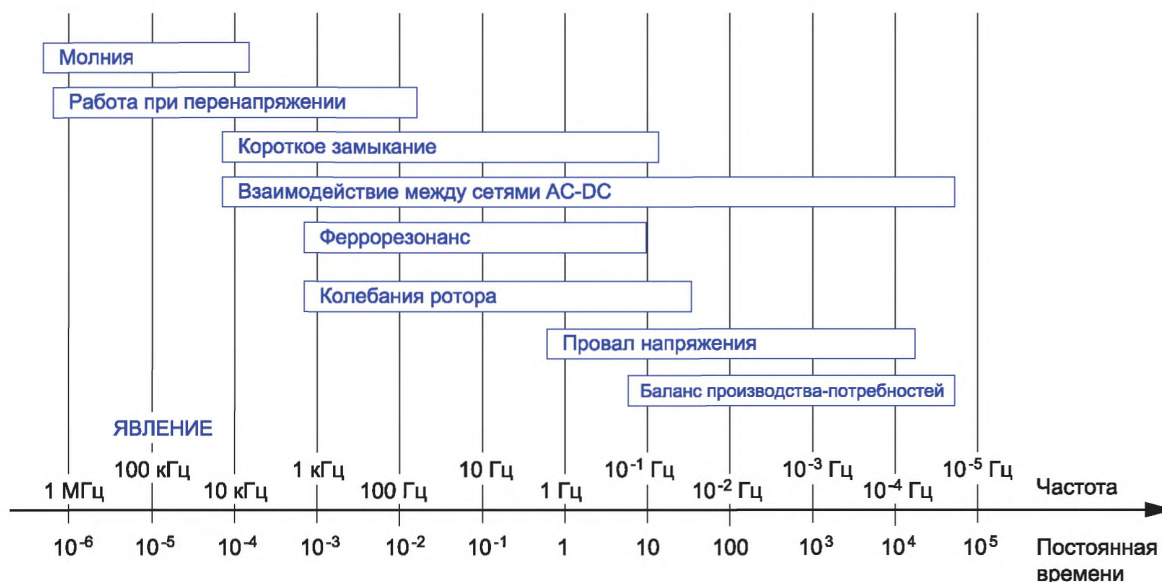 Молния
Работа при перенапряжении
Короткое замыкание
Взаимодействие между сетями AC-DC
Феррорезонанс
Колебания ротора
Провал напряжения
Баланс производства-потребностей
ЯВЛЕНИЕ
100 кГц 1 кГц 10 Гц 10⁻¹ Гц 10⁻³ Гц 10⁻⁵ Гц
1 МГц 10 кГц 100 Гц 1 Гц 10⁻² Гц 10⁻⁴ Гц Частота
10⁻⁶ 10⁻⁵ 10⁻⁴ 10⁻³ 10⁻² 10⁻¹ 1 10 100 10³ 10⁴ 10⁵ Постоянная
времени